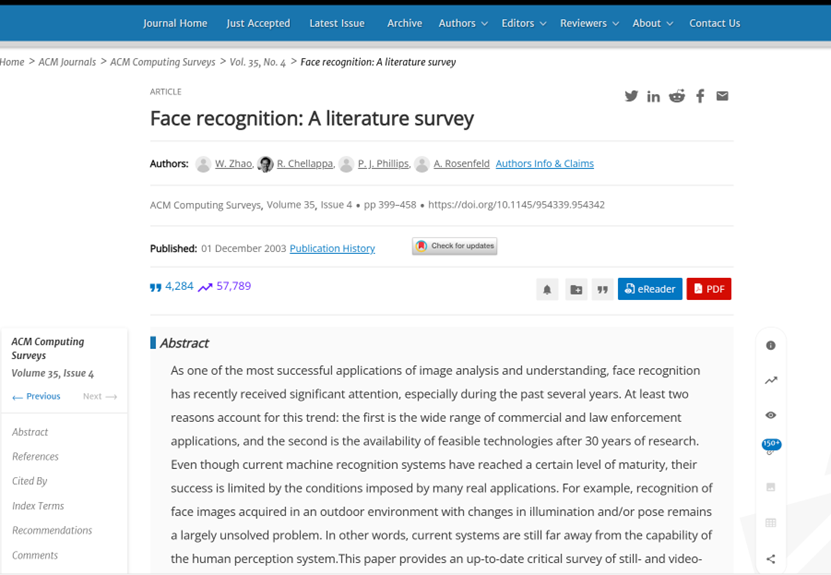 Journal Home Just Accepted Latest Issue Archive Authors Editors Reviewers About Contact Us
Home > ACM Journals > ACM Computing Surveys > Vol. 35, No. 4 > Face recognition: A literature survey
ARTICLE
Face recognition: A literature survey
Authors: W. Zhao, R. Chellappa, P. J. Phillips, A. Rosenfeld Authors Info & Claims
ACM Computing Surveys, Volume 35, Issue 4 • pp 399–458 • https://doi.org/10.1145/954339.954342
Published: 01 December 2003 Publication History Check for updates
4,284 57,789 eReader PDF
ACM Computing
Surveys
Volume 35, Issue 4
← Previous Next →
Abstract
References
Cited By
Index Terms
Recommendations
Comments
Abstract
As one of the most successful applications of image analysis and understanding, face recognition
has recently received significant attention, especially during the past several years. At least two
reasons account for this trend: the first is the wide range of commercial and law enforcement
applications, and the second is the availability of feasible technologies after 30 years of research.
Even though current machine recognition systems have reached a certain level of maturity, their
success is limited by the conditions imposed by many real applications. For example, recognition of
face images acquired in an outdoor environment with changes in illumination and/or pose remains
a largely unsolved problem. In other words, current systems are still far away from the capability of
the human perception system.This paper provides an up-to-date critical survey of still- and video-
150+